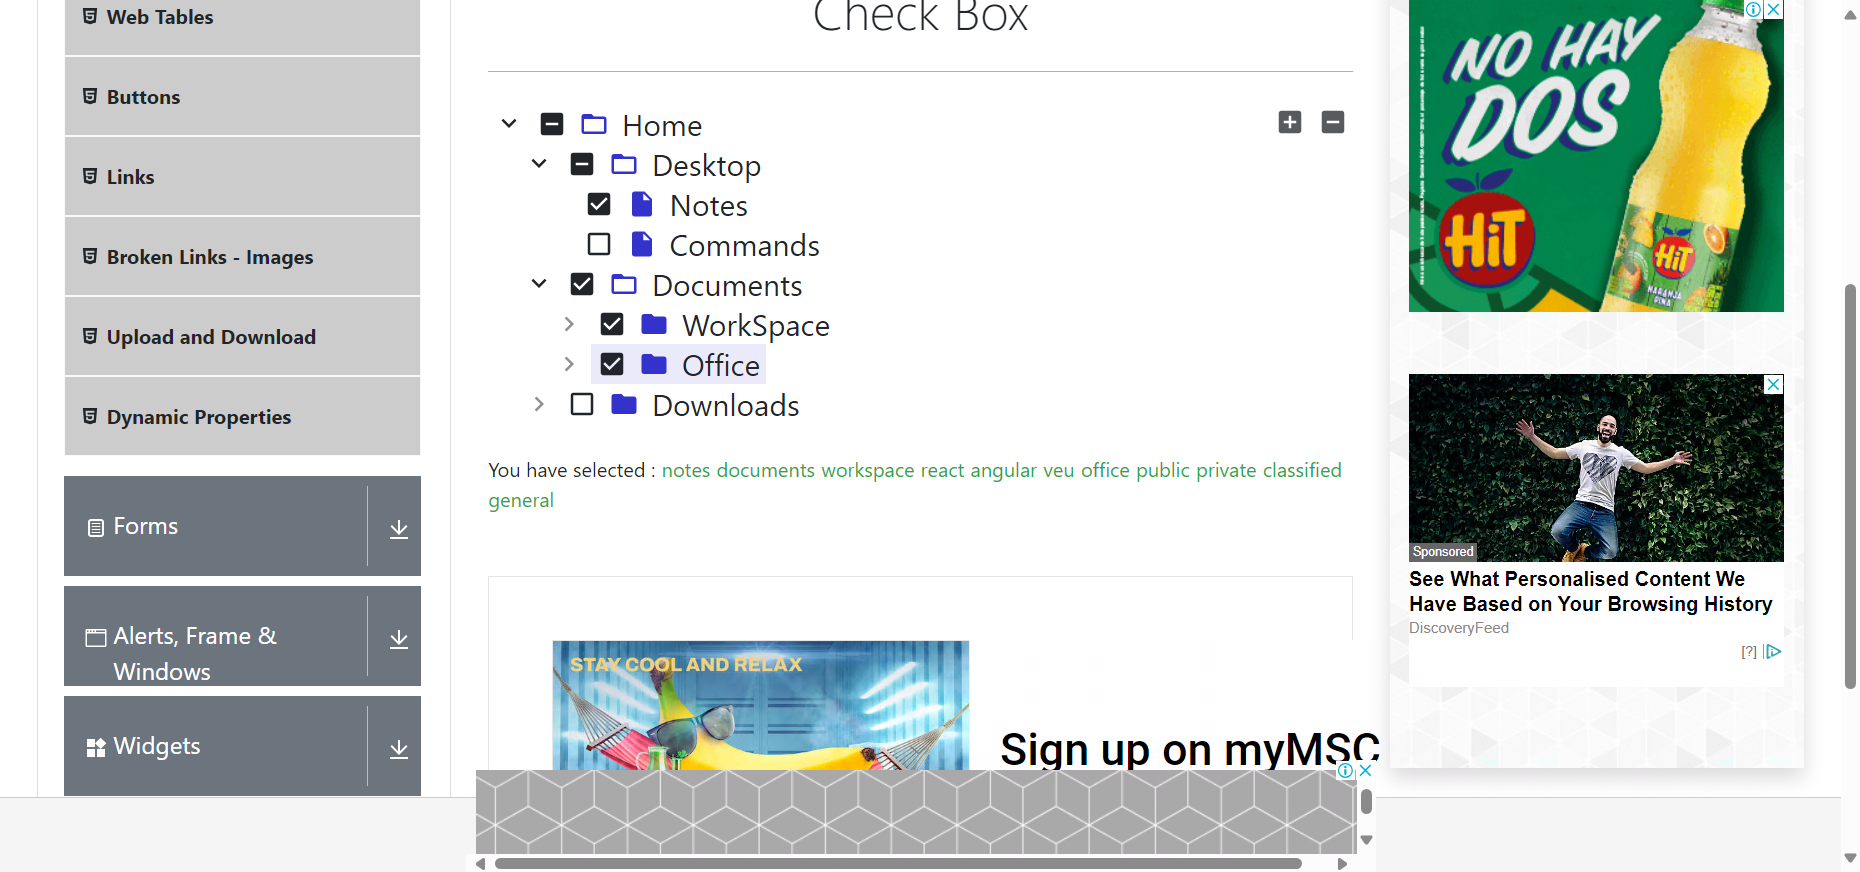 Check Box
Web Tables
Buttons
Links
Broken Links - Images
Upload and Download
Dynamic Properties
Forms
Alerts, Frame &
Windows
Widgets
Home
Desktop
Notes
Commands
Documents
WorkSpace
Office
Downloads
You have selected : notes documents workspace react angular veu office public private classified
general
STAY COOL AND RELAX
Sign up on myMSC
NO HAY
DOS
HiT
HiT
NARANJA
PIÑA
Sponsored
See What Personalised Content We
Have Based on Your Browsing History
DiscoveryFeed
[?]